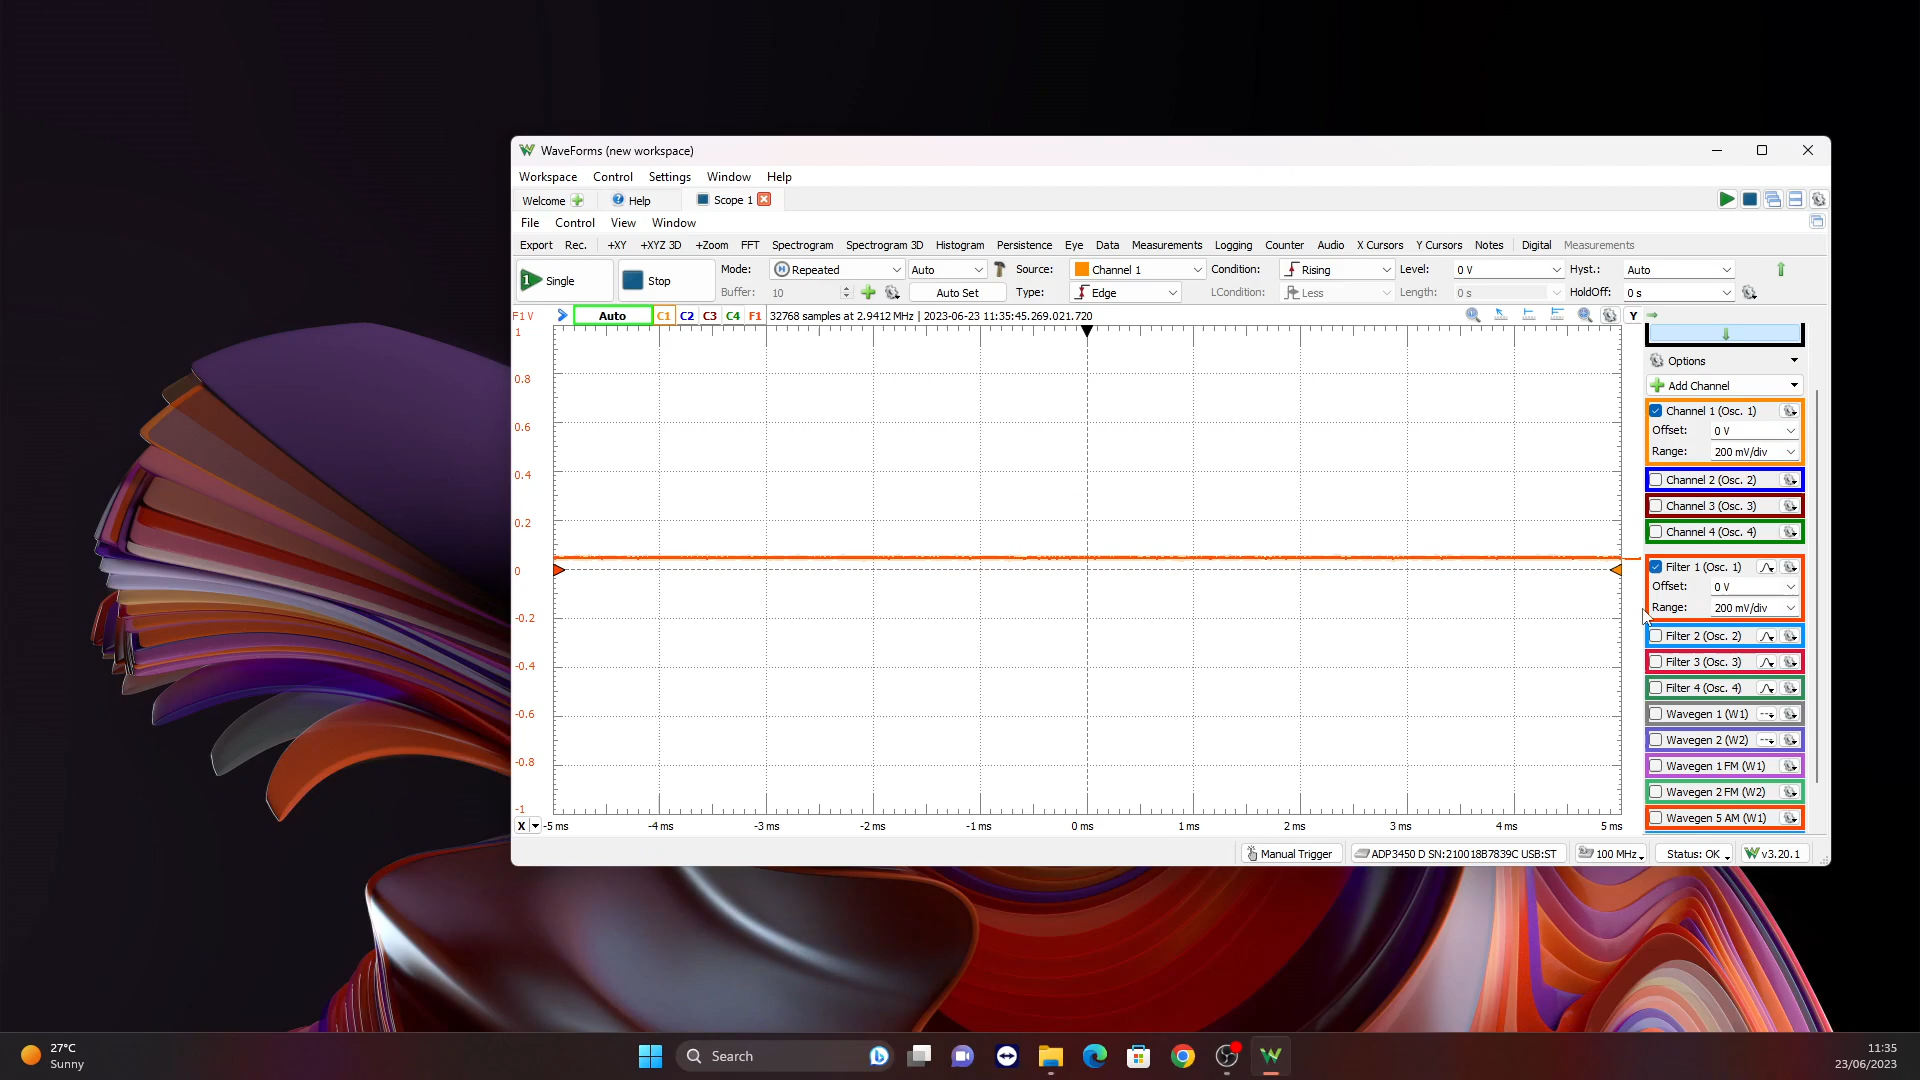 WaveForms (new workspace)
Workspace Control Settings Window Help
Welcome Help Scope 1
File Control View Window
Export Rec. +XY +XYZ 3D +Zoom FFT Spectrogram Spectrogram 3D Histogram Persistence Eye Data Measurements Logging Counter Audio X Cursors Y Cursors Notes Digital Measurements
1 Single Stop Mode: Repeated Auto Source: Channel 1 Condition: Rising Level: 0 V Hyst.: Auto
Buffer: 10 Auto Set Type: Edge LCondition: Less Length: 0 s HoldOff: 0 s
F1 V Auto C1 C2 C3 C4 F1 32768 samples at 2.9412 MHz | 2023-06-23 11:35:45.269.021.720 Y
1
0.8
0.6
0.4
0.2
0
-0.2
-0.4
-0.6
-0.8
-1
X -5 ms -4 ms -3 ms -2 ms -1 ms 0 ms 1 ms 2 ms 3 ms 4 ms 5 ms
Options
Add Channel
Channel 1 (Osc. 1)
Offset: 0 V
Range: 200 mV/div
Channel 2 (Osc. 2)
Channel 3 (Osc. 3)
Channel 4 (Osc. 4)
Filter 1 (Osc. 1)
Offset: 0 V
Range: 200 mV/div
Filter 2 (Osc. 2)
Filter 3 (Osc. 3)
Filter 4 (Osc. 4)
Wavegen 1 (W1)
Wavegen 2 (W2)
Wavegen 1 FM (W1)
Wavegen 2 FM (W2)
Wavegen 5 AM (W1)
Manual Trigger ADP3450 D SN:210018B7839C USB:ST 100 MHz Status: OK v3.20.1
27°C
Sunny
Search
11:35
23/06/2023